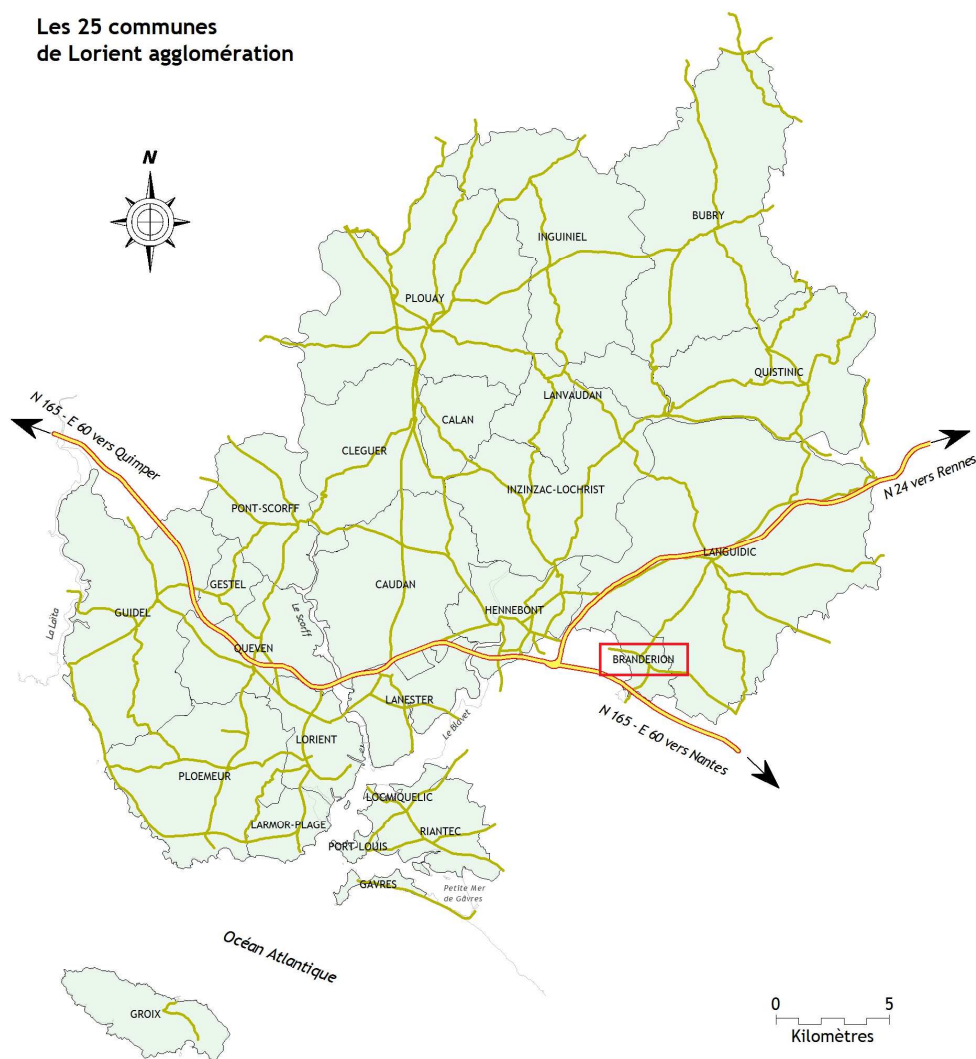 Les 25 communes
de Lorient agglomération
N
BUBRY
INGUINIEL
PLOUAY
QUISTINIC
LANVAUDAN
CALAN
N 165 - E 60 vers Quimper
CLEGUER
N 24 vers Rennes
INZINZAC-LOCHRIST
PONT-SCORFF
LANGUIDIC
GESTEL
CAUDAN
Le Scorff
HENNEBONT
GUIDEL
La Laïta
QUEVEN
BRANDERION
LANESTER
Le Blavet
N 165 - E 60 vers Nantes
LORIENT
PLOEMEUR
LOCMIQUELIC
LARMOR-PLAGE
RIANTEC
PORT-LOUIS
GÂVRES
Petite Mer
de Gâvres
Océan Atlantique
GROIX
0 5
Kilomètres